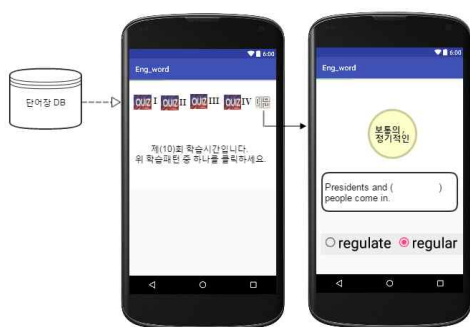 단어장 DB
6:00
Eng_word
QUIZ I QUIZ II QUIZ III QUIZ IV
제(10)회 학습시간입니다.
위 학습패턴 중 하나를 클릭하세요.
6:00
Eng_word
보통의,
정기적인
Presidents and ( )
people come in.
regulate regular